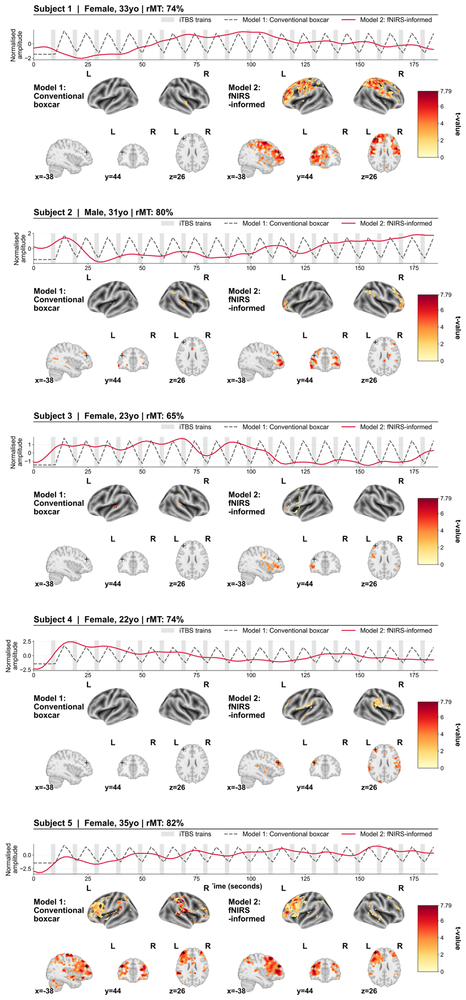 Subject 1 | Female, 33yo | rMT: 74%
iTBS trains Model 1: Conventional boxcar Model 2: fNIRS-informed
Normalised
amplitude
0
−2
0 25 50 75 100 125 150 175
L R L R
Model 1:
Conventional
boxcar
Model 2:
fNIRS
-informed
7.79
6
4
2
0
t-value
L R L R L R L R
x=-38 y=44 z=26 x=-38 y=44 z=26
Subject 2 | Male, 31yo | rMT: 80%
iTBS trains Model 1: Conventional boxcar Model 2: fNIRS-informed
Normalised
amplitude
2
0
0 25 50 75 100 125 150 175
L R L R
Model 1:
Conventional
boxcar
Model 2:
fNIRS
-informed
7.79
6
4
2
0
t-value
L R L R L R L R
x=-38 y=44 z=26 x=-38 y=44 z=26
Subject 3 | Female, 23yo | rMT: 65%
iTBS trains Model 1: Conventional boxcar Model 2: fNIRS-informed
Normalised
amplitude
1
0
−1
0 25 50 75 100 125 150 175
L R L R
Model 1:
Conventional
boxcar
Model 2:
fNIRS
-informed
7.79
6
4
2
0
t-value
L R L R L R L R
x=-38 y=44 z=26 x=-38 y=44 z=26
Subject 4 | Female, 22yo | rMT: 74%
iTBS trains Model 1: Conventional boxcar Model 2: fNIRS-informed
Normalised
amplitude
2.5
0.0
−2.5
0 25 50 75 100 125 150 175
L R L R
Model 1:
Conventional
boxcar
Model 2:
fNIRS
-informed
7.79
6
4
2
0
t-value
L R L R L R L R
x=-38 y=44 z=26 x=-38 y=44 z=26
Subject 5 | Female, 35yo | rMT: 82%
iTBS trains Model 1: Conventional boxcar Model 2: fNIRS-informed
Normalised
amplitude
0.0
−2.5
0 25 50 75 100 125 150 175
ime (seconds)
L R L R
Model 1:
Conventional
boxcar
Model 2:
fNIRS
-informed
7.79
6
4
2
0
t-value
L R L R L R L R
x=-38 y=44 z=26 x=-38 y=44 z=26